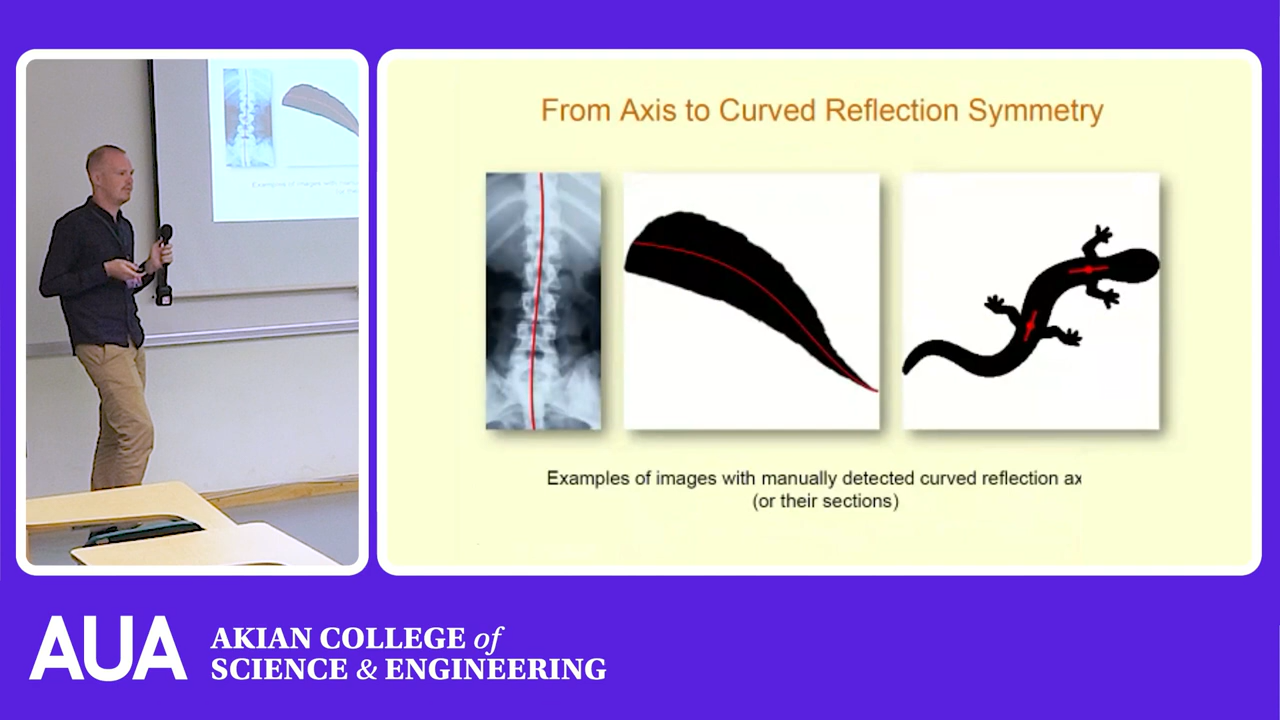 From Axis to Curved Reflection Symmetry
Examples of images with manually detected curved reflection ax
(or their sections)
AUA
AKIAN COLLEGE of
SCIENCE & ENGINEERING